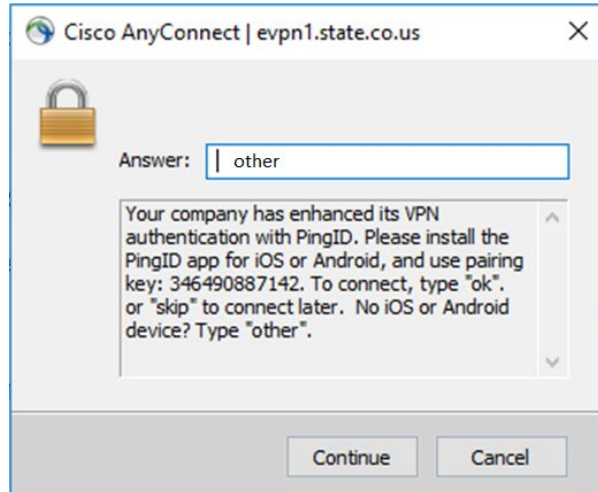 Cisco AnyConnect | evpn1.state.co.us
Answer: other
Your company has enhanced its VPN
authentication with PingID. Please install the
PingID app for iOS or Android, and use pairing
key: 346490887142. To connect, type "ok".
or "skip" to connect later.  No iOS or Android
device? Type "other".
Continue Cancel